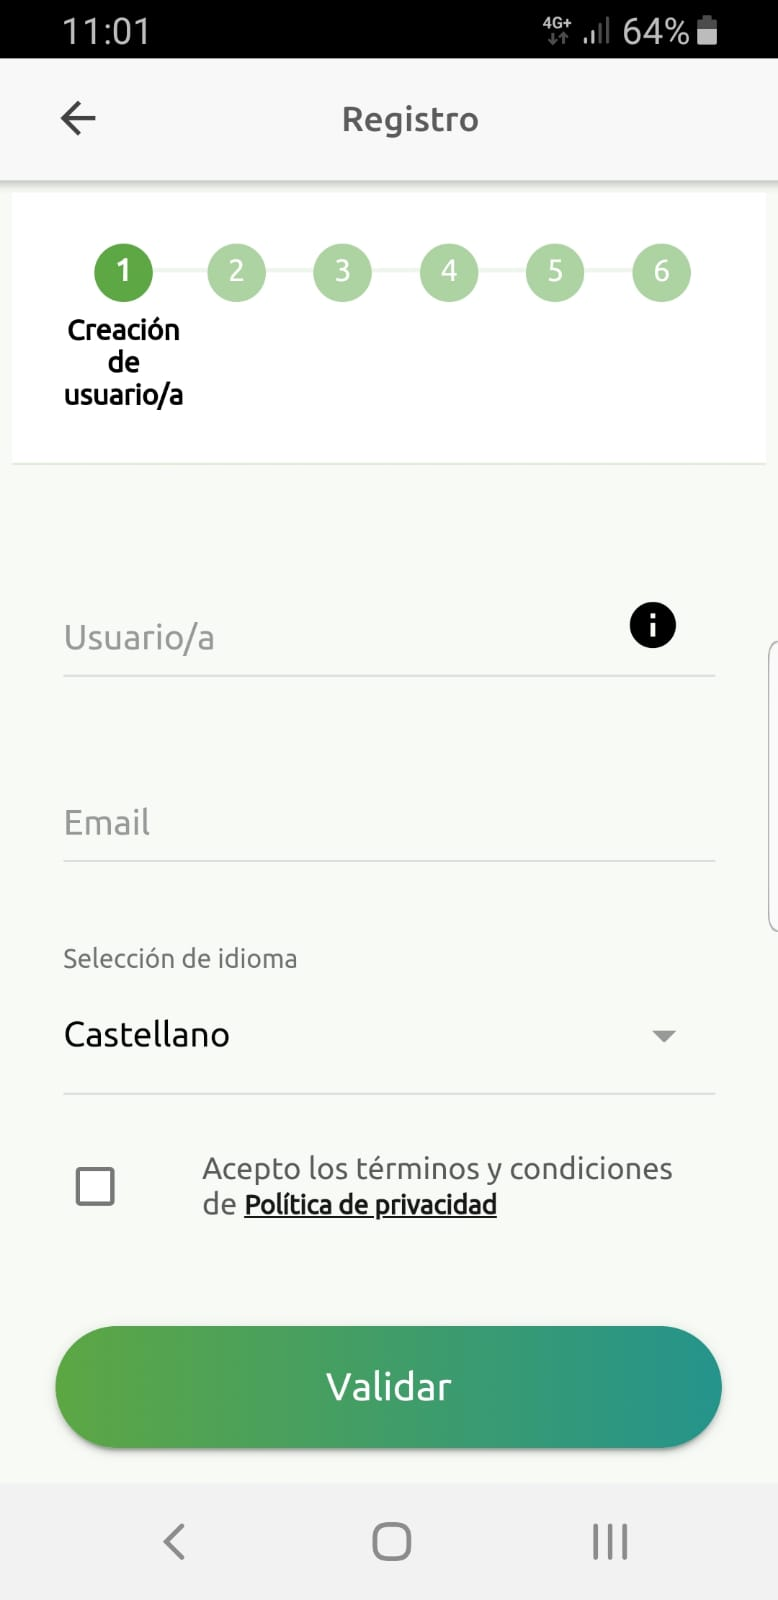 11:01 4G+ 64%
Registro
1 2 3 4 5 6
Creación
de
usuario/a
Usuario/a
i
Email
Selección de idioma
Castellano
Acepto los términos y condiciones
de Política de privacidad
Validar